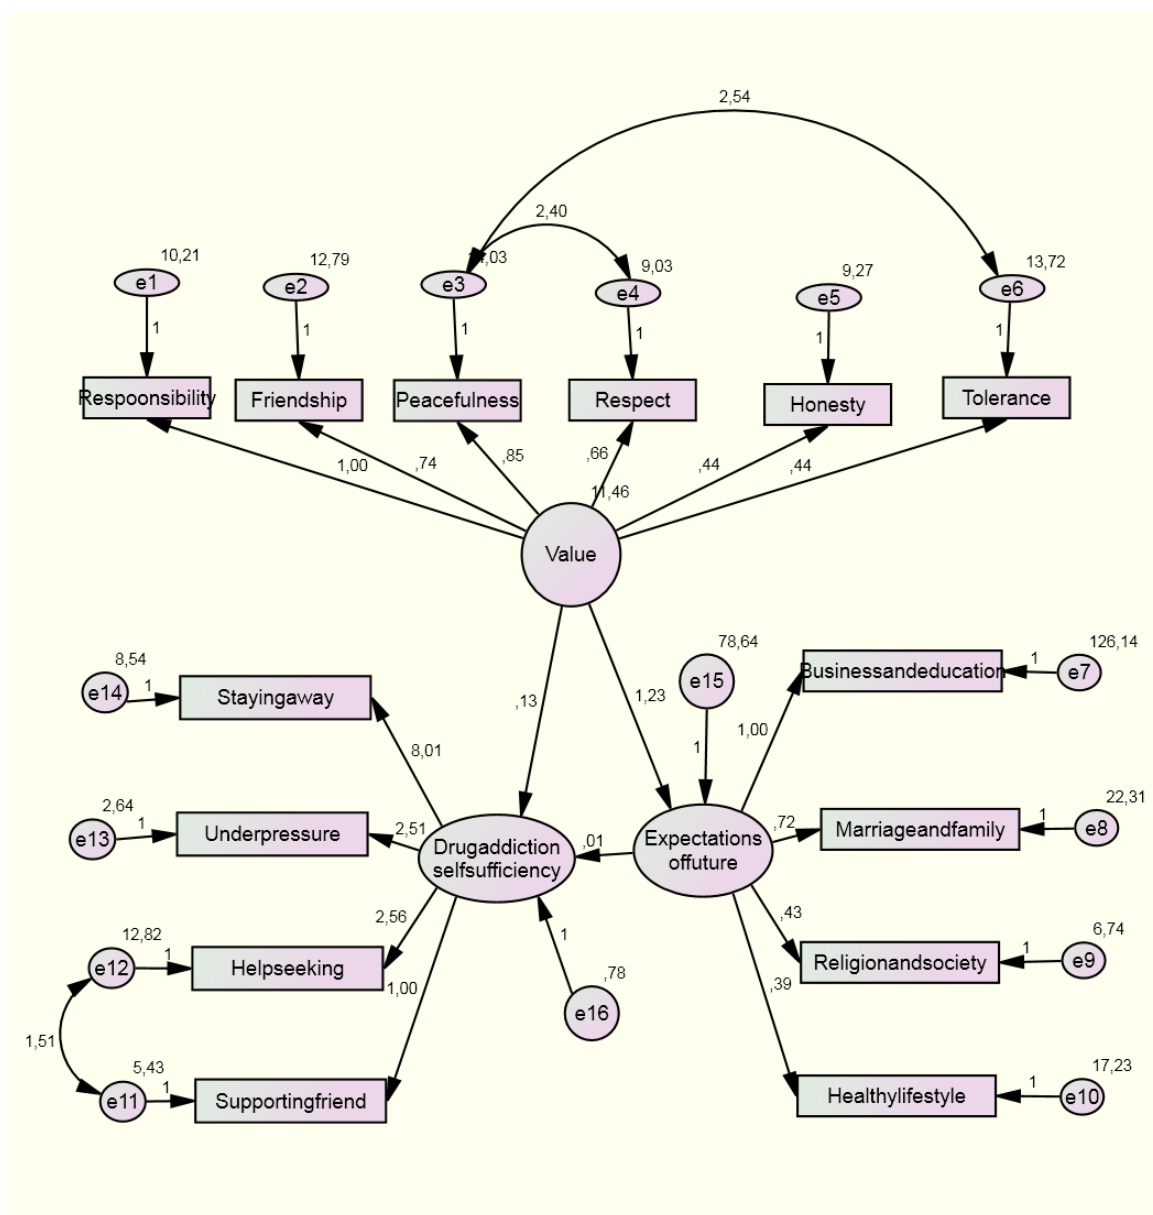 2,54
2,40
10,21
12,79
,03
9,03
9,27
13,72
e1
e2
e3
e4
e5
e6
1
1
1
1
1
1
Respoonsibility
Friendship
Peacefulness
Respect
Honesty
Tolerance
1,00
,74
,85
,66
,44
,44
11,46
Value
,13
1,23
8,54
e14
1
Stayingaway
8,01
2,64
e13
1
Underpressure
2,51
Drugaddiction
selfsufficiency
12,82
e12
1
Helpseeking
2,56
1,51
5,43
e11
1
Supportingfriend
1,00
,01
1
,78
e16
78,64
e15
1
Expectations
offuture
1,00
Businessandeducation
1
126,14
e7
,72
Marriageandfamily
1
22,31
e8
,43
Religionandsociety
1
6,74
e9
,39
Healthylifestyle
1
17,23
e10